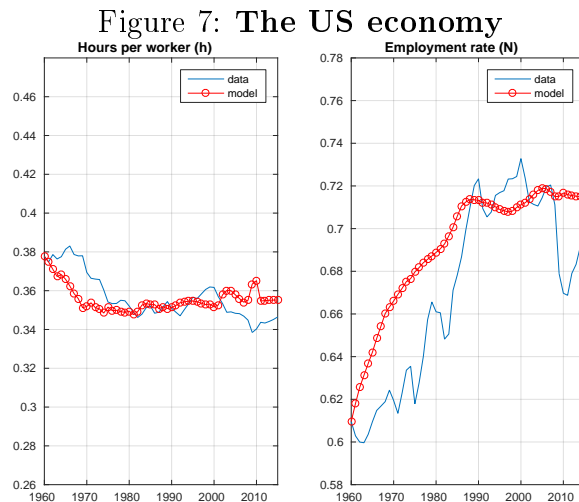 Figure 7: The US economy
Hours per worker (h)
data
model
0.46
0.44
0.42
0.4
0.38
0.36
0.34
0.32
0.3
0.28
0.26
1960 1970 1980 1990 2000 2010
Employment rate (N)
data
model
0.78
0.76
0.74
0.72
0.7
0.68
0.66
0.64
0.62
0.6
0.58
1960 1970 1980 1990 2000 2010